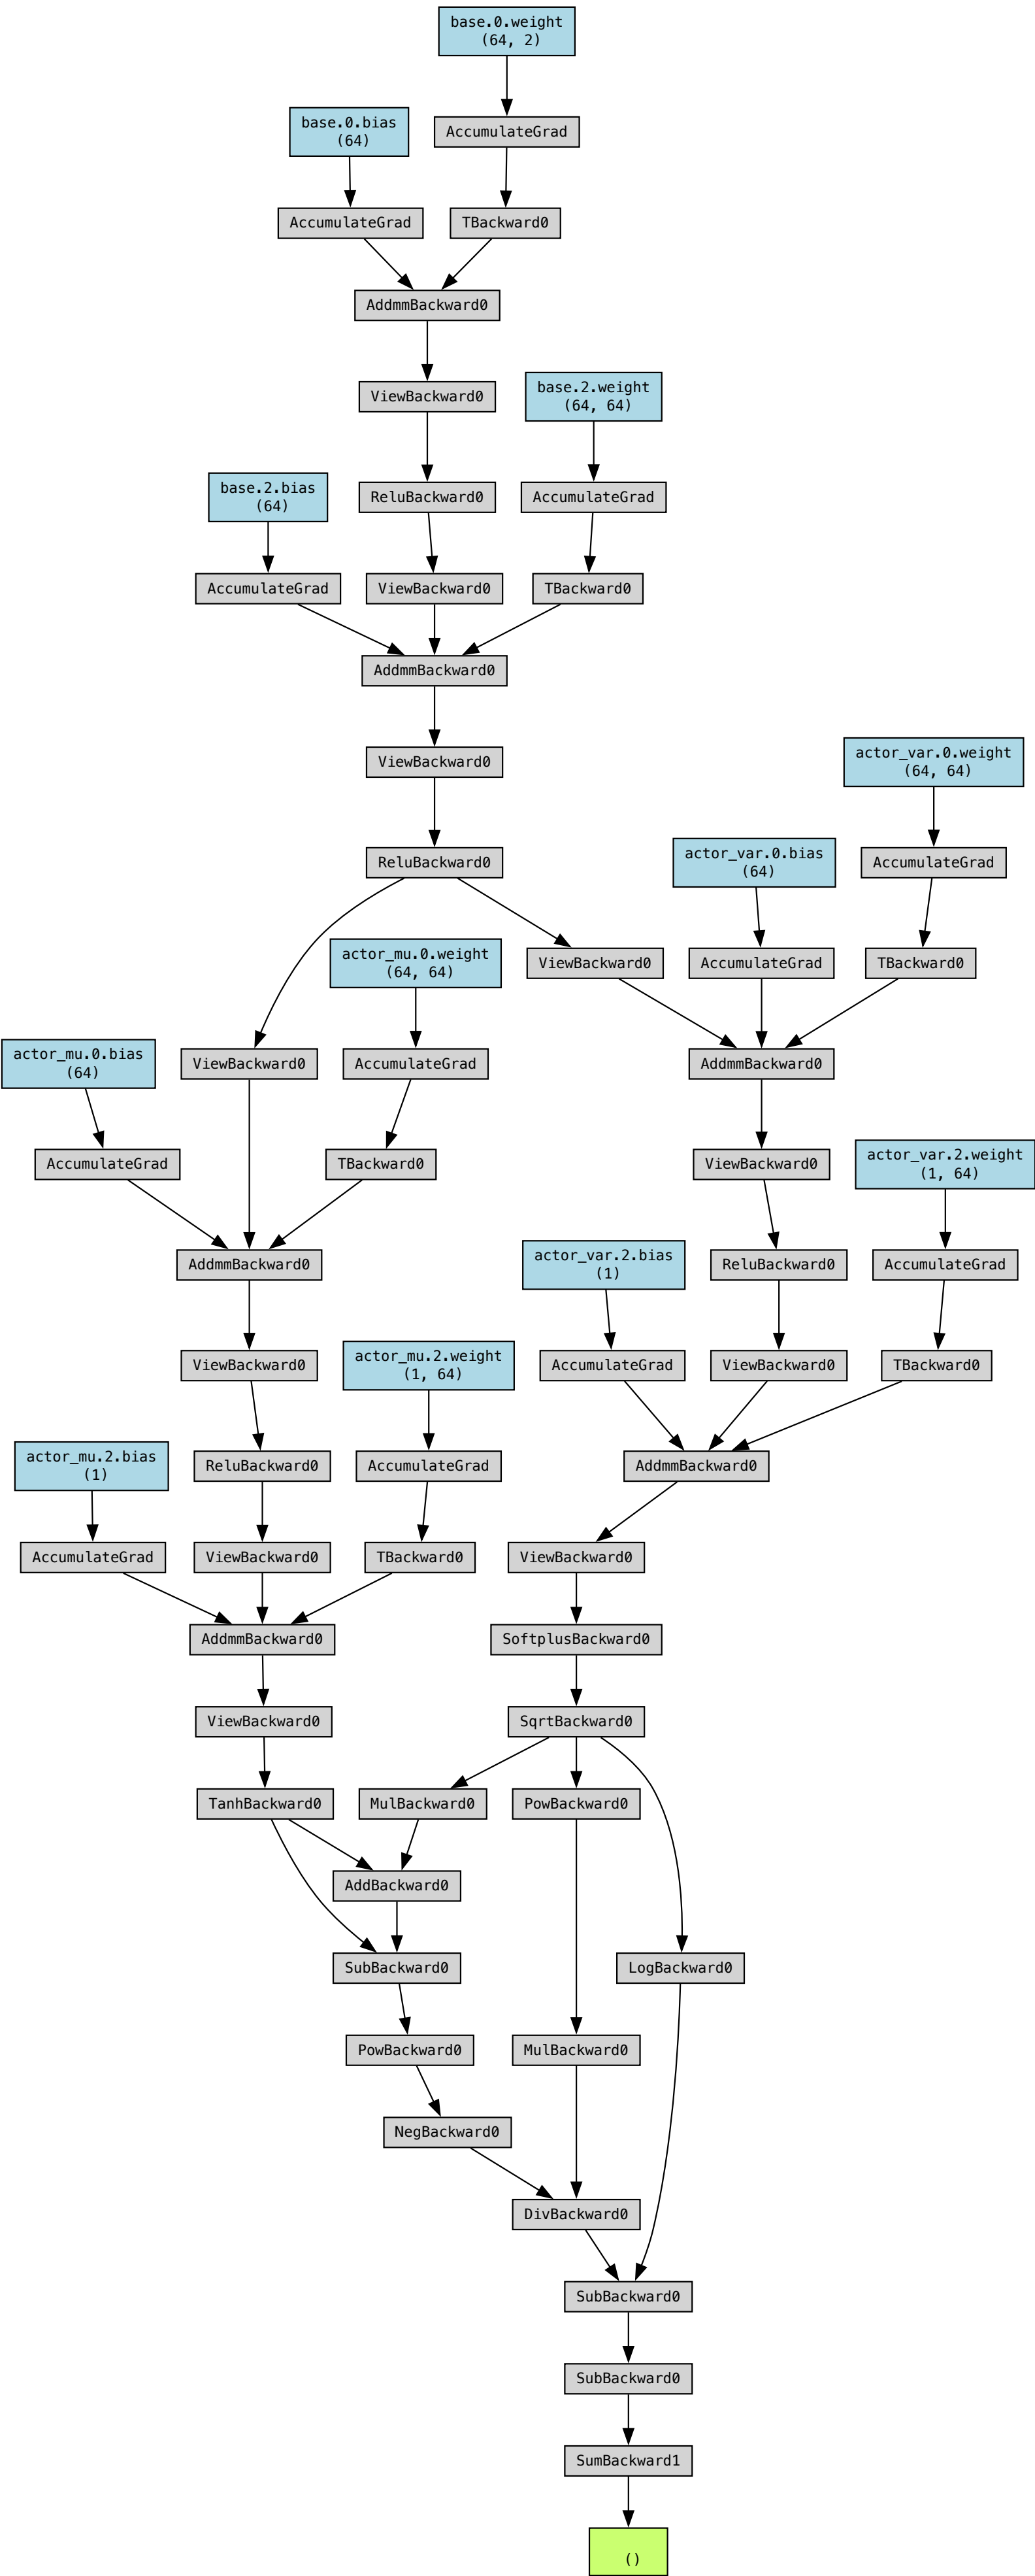 base.0.weight
(64, 2)
base.0.bias
(64)
AccumulateGrad
AccumulateGrad
TBackward0
AddmmBackward0
ViewBackward0
base.2.weight
(64, 64)
base.2.bias
(64)
ReluBackward0
AccumulateGrad
AccumulateGrad
ViewBackward0
TBackward0
AddmmBackward0
ViewBackward0
actor_var.0.weight
(64, 64)
ReluBackward0
actor_var.0.bias
(64)
AccumulateGrad
actor_mu.0.weight
(64, 64)
ViewBackward0
AccumulateGrad
TBackward0
actor_mu.0.bias
(64)
ViewBackward0
AccumulateGrad
AddmmBackward0
AccumulateGrad
TBackward0
ViewBackward0
actor_var.2.weight
(1, 64)
AddmmBackward0
actor_var.2.bias
(1)
ReluBackward0
AccumulateGrad
ViewBackward0
actor_mu.2.weight
(1, 64)
AccumulateGrad
ViewBackward0
TBackward0
actor_mu.2.bias
(1)
ReluBackward0
AccumulateGrad
AddmmBackward0
AccumulateGrad
ViewBackward0
TBackward0
ViewBackward0
AddmmBackward0
SoftplusBackward0
ViewBackward0
SqrtBackward0
TanhBackward0
MulBackward0
PowBackward0
AddBackward0
SubBackward0
LogBackward0
PowBackward0
MulBackward0
NegBackward0
DivBackward0
SubBackward0
SubBackward0
SumBackward1
()